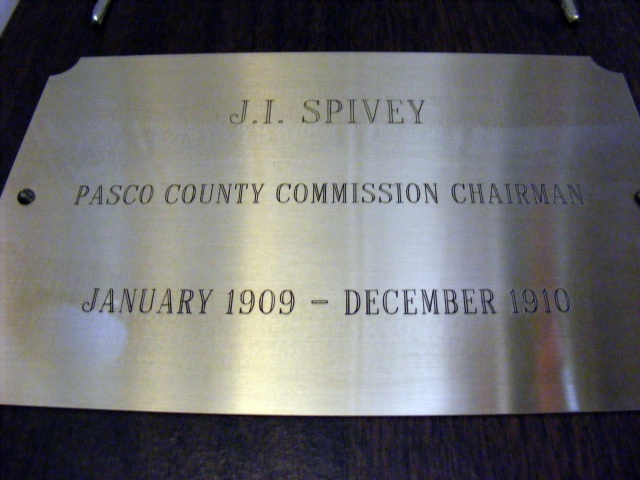 J.I. SPIVEY
PASCO COUNTY COMMISSION CHAIRMAN
JANUARY 1909 – DECEMBER 1910